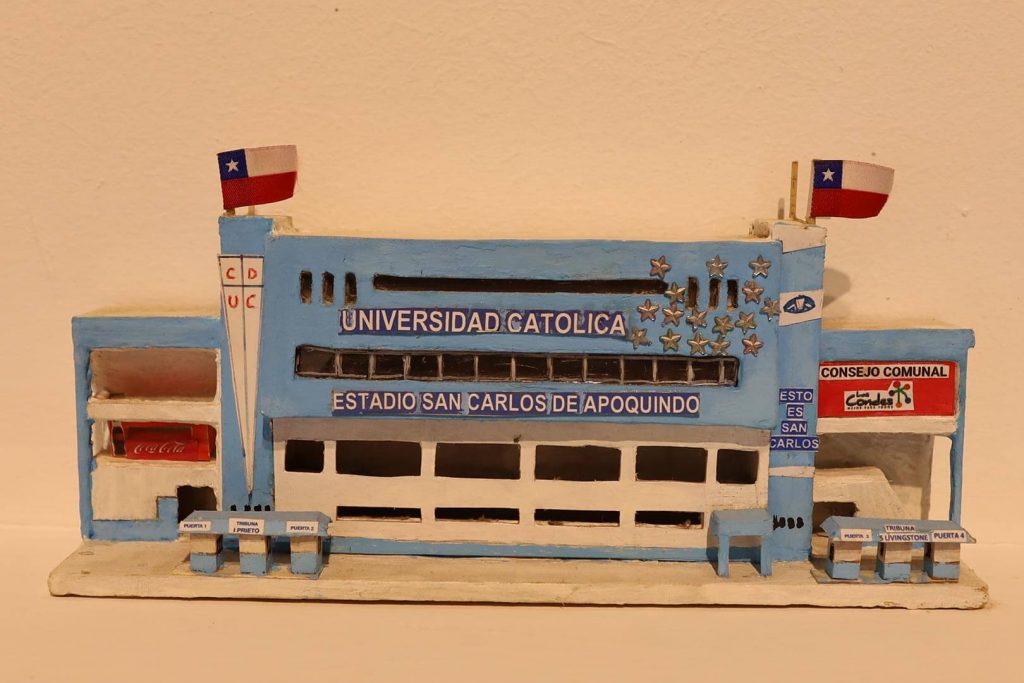 C D
U C
UNIVERSIDAD CATOLICA
ESTADIO SAN CARLOS DE APOQUINDO
ESTO
ES
SAN
CARLOS
CONSEJO COMUNAL
Las
Condes
Coca-Cola
PUERTA 1
TRIBUNA
I PRIETO
PUERTA 2
PUERTA 3
TRIBUNA
S LIVINGSTONE
PUERTA 4